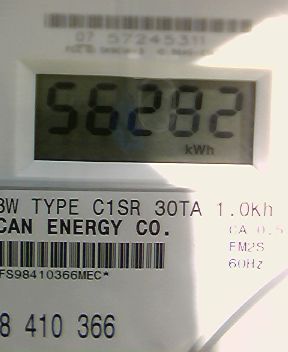 07 57245311
56282
kWh
3W TYPE C1SR 30TA 1.0Kh
CAN ENERGY CO.
CA 0.5
FM2S
60Hz
FS98410366MEC*
8 410 366